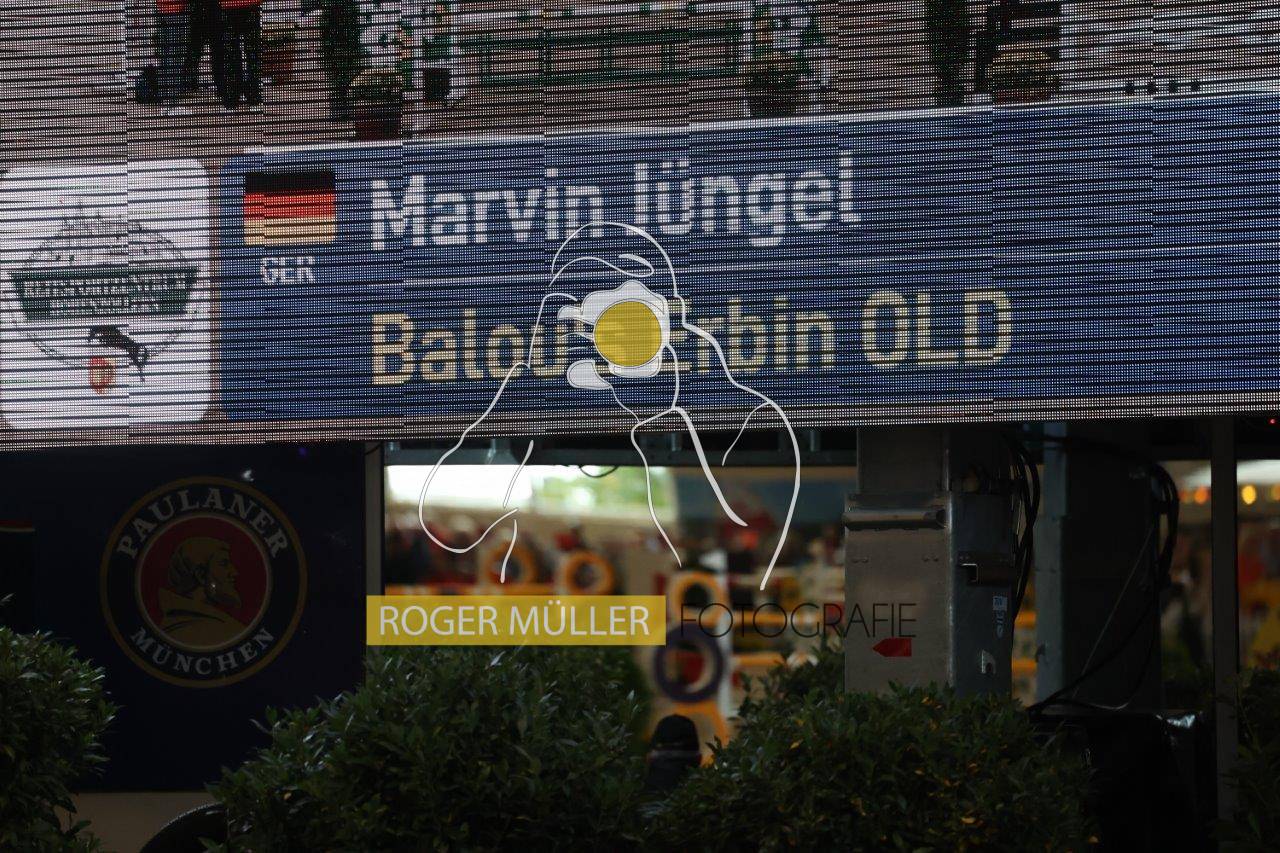 Marvin Jüngel
GER
Balou's Erbin OLD
PAULANER
MÜNCHEN
ROGER MÜLLER FOTOGRAFIE